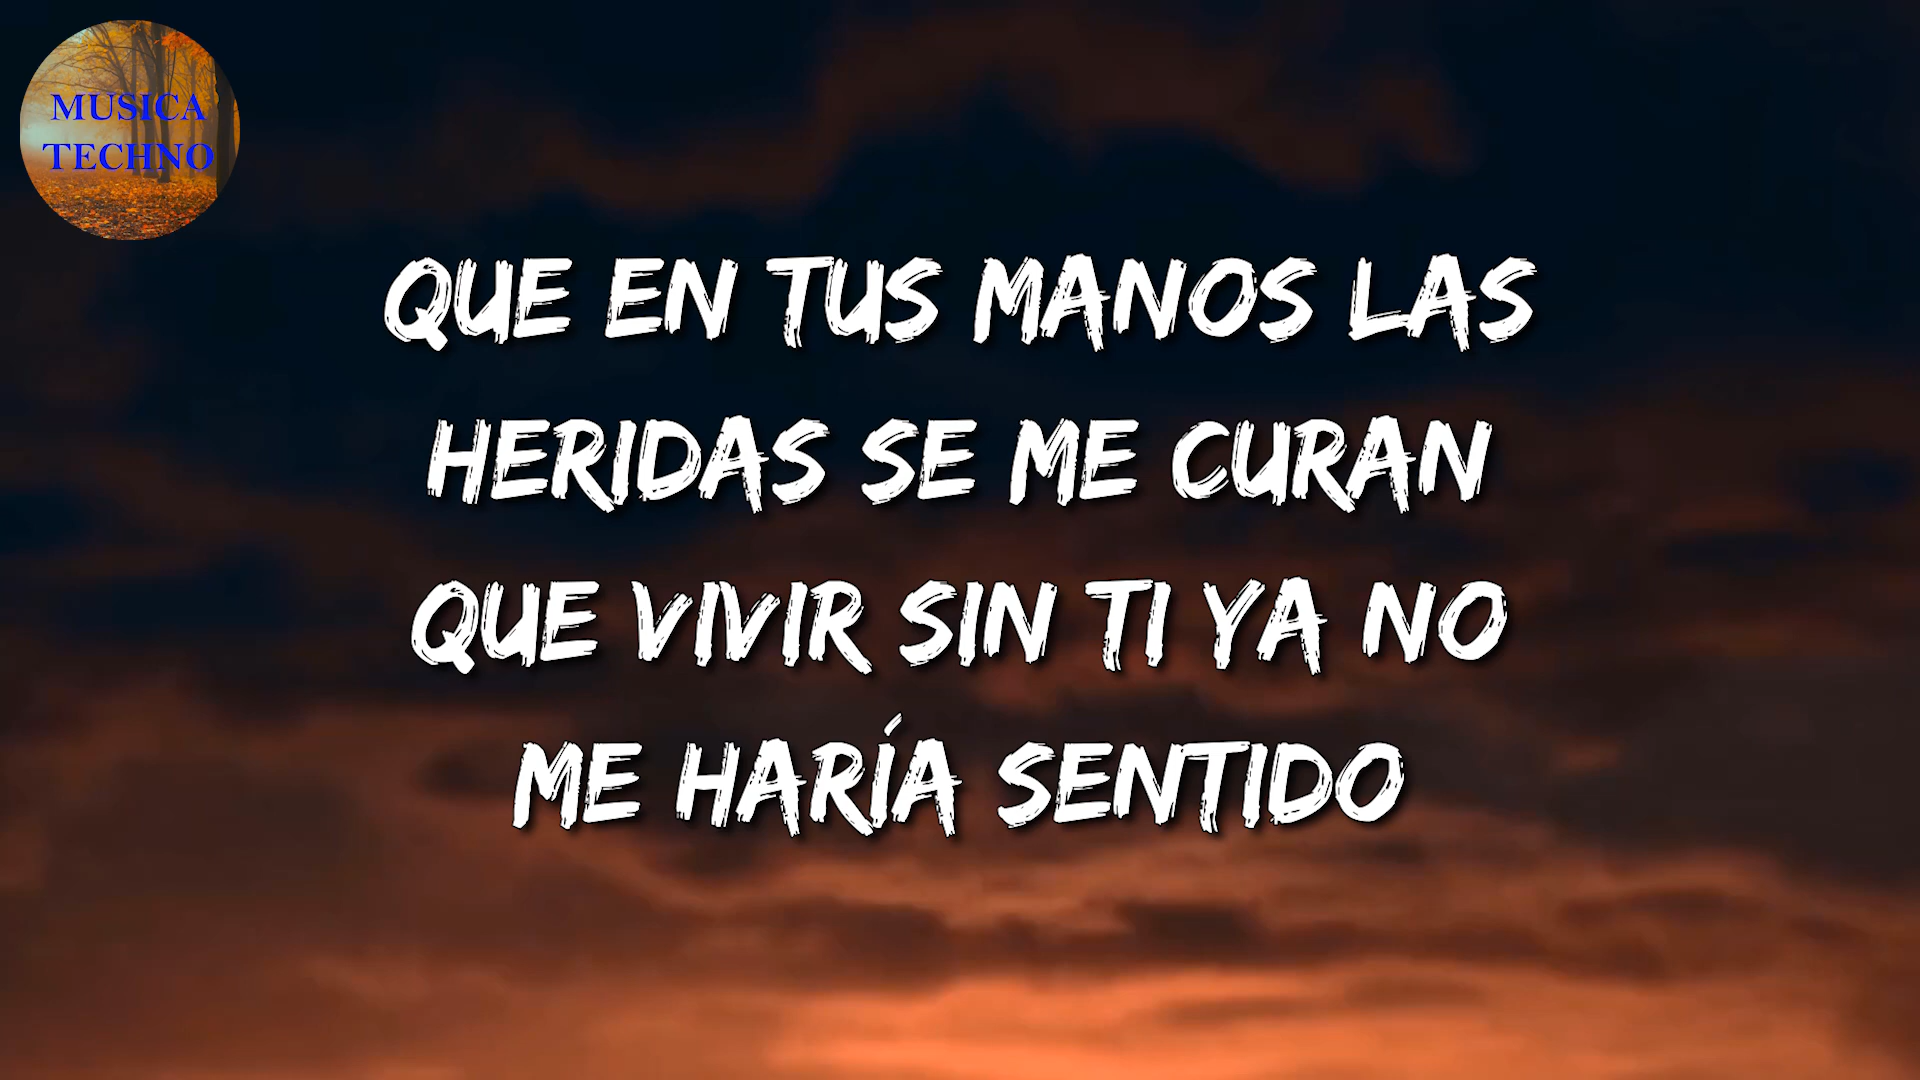 MUSICA
TECHNO
QUE EN TUS MANOS LAS
HERIDAS SE ME CURAN
QUE VIVIR SIN TI YA NO
ME HARÍA SENTIDO